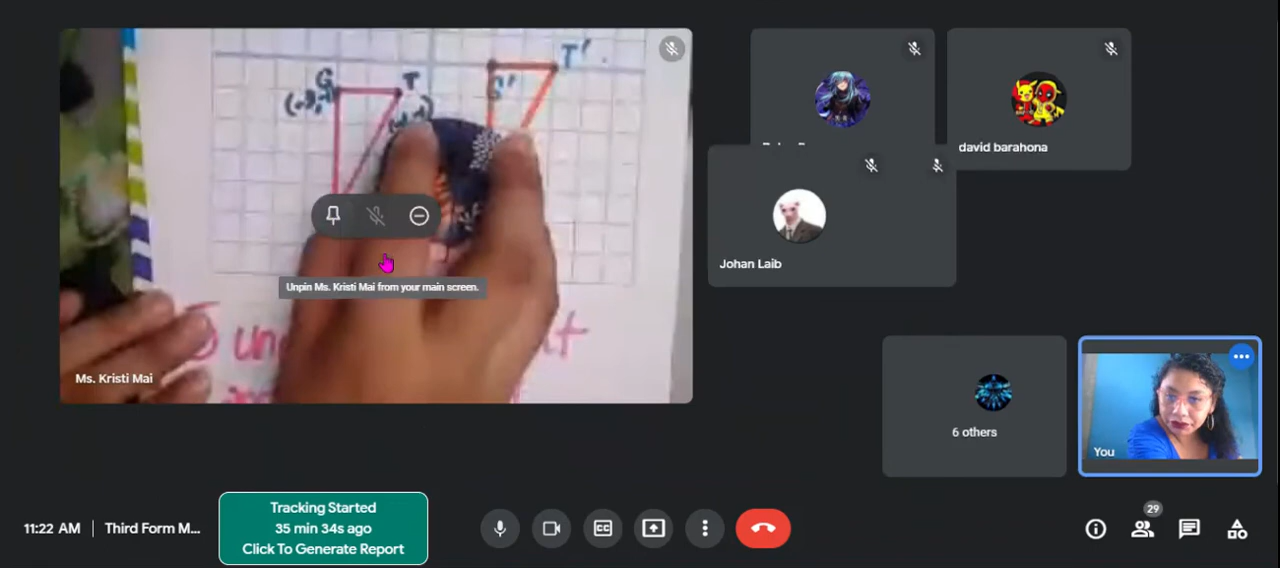 T'
G
T
G'
Unpin Ms. Kristi Mai from your main screen.
Ms. Kristi Mai
david barahona
Johan Laib
6 others
You
11:22 AM
Third Form M...
Tracking Started
35 min 34s ago
Click To Generate Report
CC
29